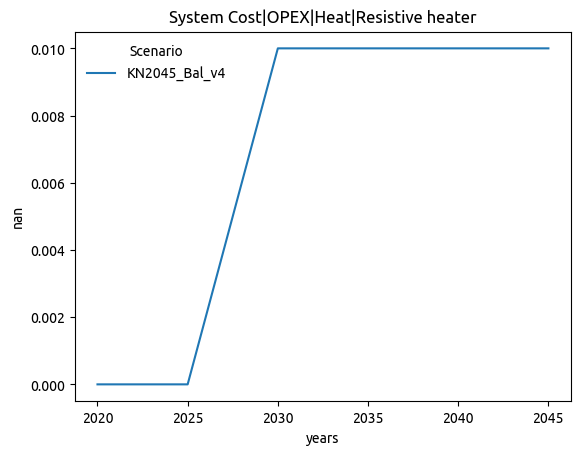 System Cost|OPEX|Heat|Resistive heater
Scenario
KN2045_Bal_v4
0.010
0.008
0.006
0.004
0.002
0.000
nan
2020 2025 2030 2035 2040 2045
years